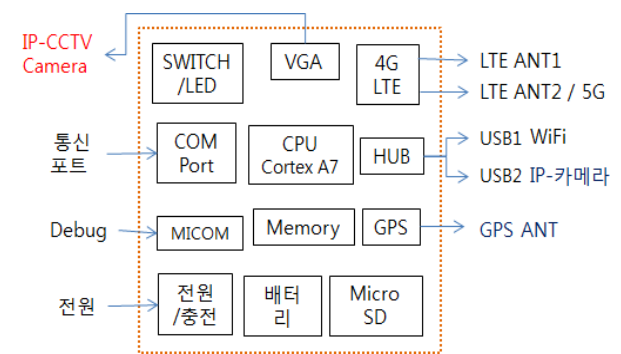 IP-CCTV
Camera
SWITCH
/LED
VGA
4G
LTE
LTE ANT1
LTE ANT2 / 5G
통신
포트
COM
Port
CPU
Cortex A7
HUB
USB1 WiFi
USB2 IP-카메라
Debug
MICOM
Memory
GPS
GPS ANT
전원
전원
/충전
배터
리
Micro
SD